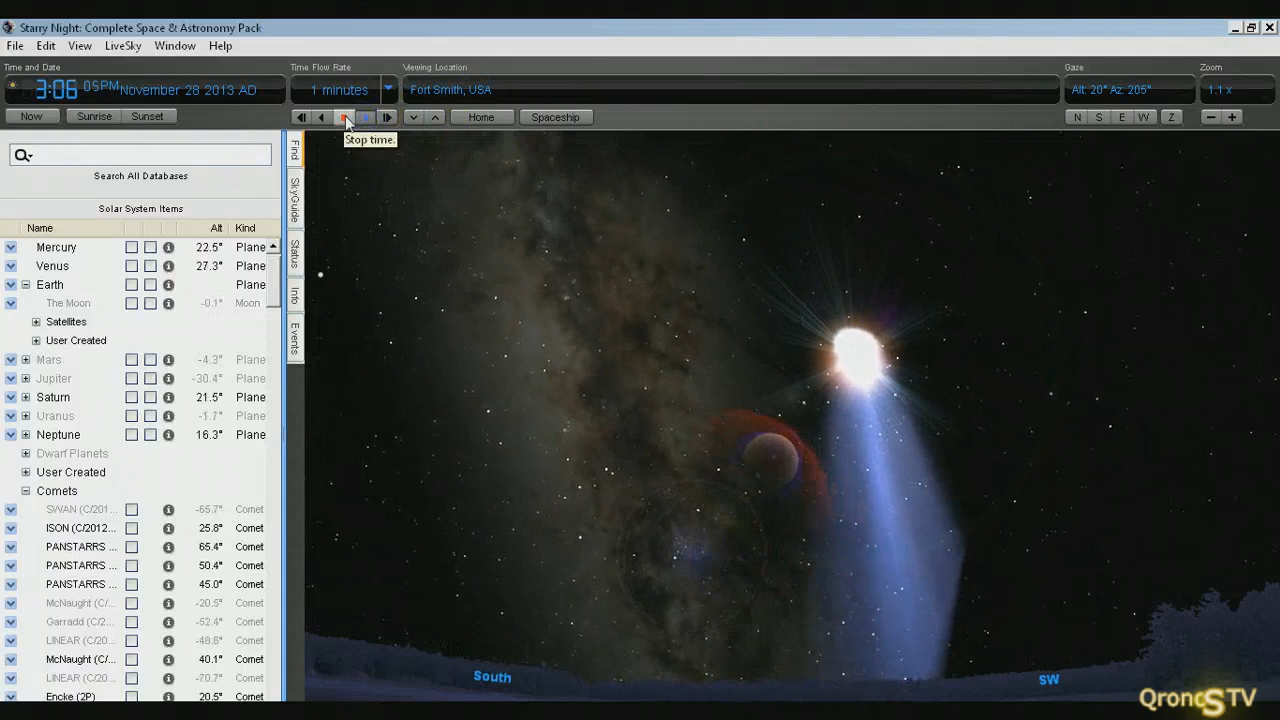 Starry Night: Complete Space & Astronomy Pack
File Edit View LiveSky Window Help
Time and Date
Time Flow Rate
Viewing Location
Gaze
Zoom
3:06 05PM November 28 2013 AD
1 minutes
Fort Smith, USA
Alt: 20° Az: 205°
1.1 x
Now Sunrise Sunset
Home Spaceship
N S E W Z
Stop time.
Search All Databases
Solar System Items
Name Alt Kind
Mercury 22.5° Plane
Venus 27.3° Plane
Earth Plane
The Moon -0.1° Moon
Satellites
User Created
Mars -4.3° Plane
Jupiter -30.4° Plane
Saturn 21.5° Plane
Uranus -1.7° Plane
Neptune 16.3° Plane
Dwarf Planets
User Created
Comets
SWAN (C/201... -65.7° Comet
ISON (C/2012... 25.8° Comet
PANSTARRS ... 65.4° Comet
PANSTARRS ... 50.4° Comet
PANSTARRS ... 45.0° Comet
McNaught (C/... -20.5° Comet
Garradd (C/2... -52.4° Comet
LINEAR (C/20... -48.6° Comet
McNaught (C/... 40.1° Comet
LINEAR (C/20... -70.7° Comet
Encke (2P) 20.5° Comet
Find
SkyGuide
Status
Info
Events
South
SW
QroncSTV